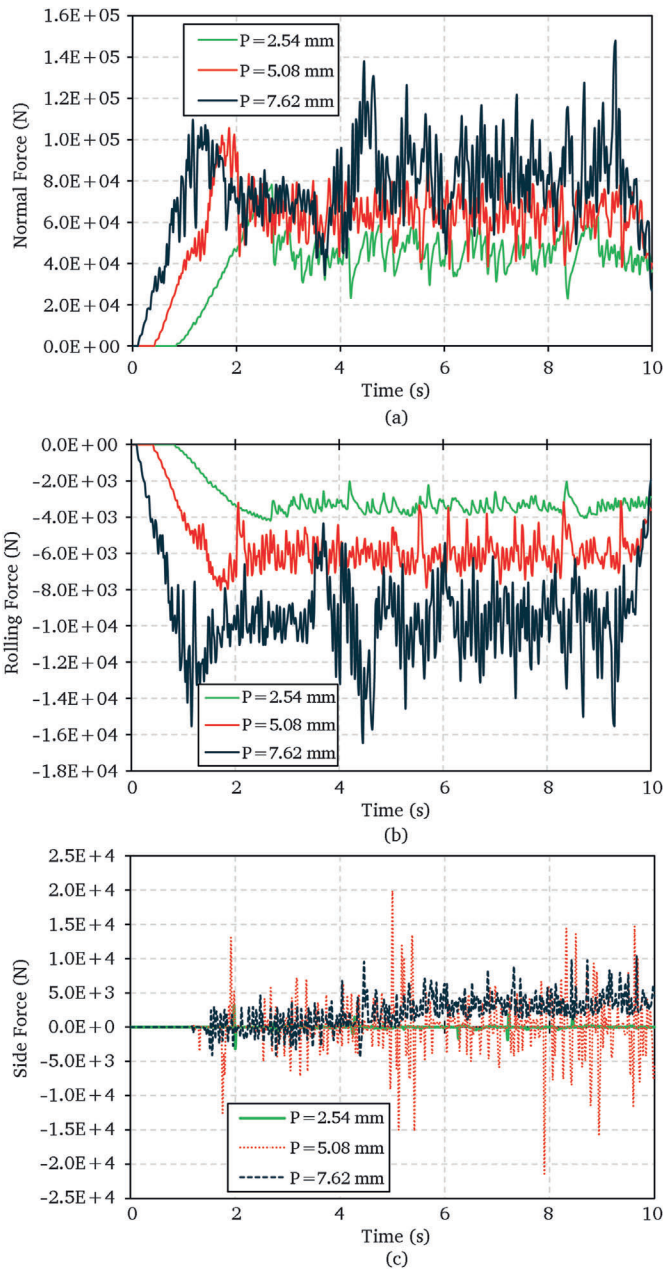 1.6E+05
1.4E+05
1.2E+05
1.0E+05
8.0E+04
6.0E+04
4.0E+04
2.0E+04
0.0E+00
Normal Force (N)
P=2.54 mm
P=5.08 mm
P=7.62 mm
0 2 4 6 8 10
Time (s)
(a)
0.0E+00
-2.0E+03
-4.0E+03
-6.0E+03
-8.0E+03
-1.0E+04
-1.2E+04
-1.4E+04
-1.6E+04
-1.8E+04
Rolling Force (N)
P=2.54 mm
P=5.08 mm
P=7.62 mm
0 2 4 6 8 10
Time (s)
(b)
2.5E+4
2.0E+4
1.5E+4
1.0E+4
5.0E+3
0.0E+0
-5.0E+3
-1.0E+4
-1.5E+4
-2.0E+4
-2.5E+4
Side Force (N)
P=2.54 mm
P=5.08 mm
P=7.62 mm
0 2 4 6 8 10
Time (s)
(c)